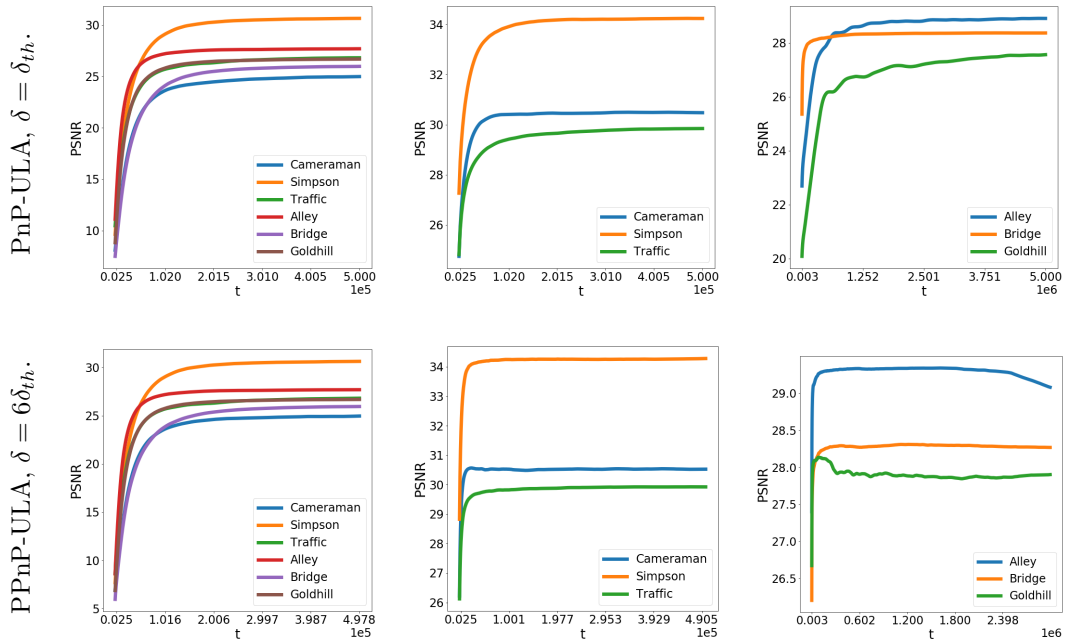 PnP-ULA, δ = δth.
PSNR
30
25
20
15
10
Cameraman
Simpson
Traffic
Alley
Bridge
Goldhill
0.025 1.020 2.015 3.010 4.005 5.000
t 1e5
PSNR
34
32
30
28
26
Cameraman
Simpson
Traffic
0.025 1.020 2.015 3.010 4.005 5.000
t 1e5
PSNR
28
26
24
22
20
Alley
Bridge
Goldhill
0.003 1.252 2.501 3.751 5.000
t 1e6
PPnP-ULA, δ = 6δth.
PSNR
30
25
20
15
10
5
Cameraman
Simpson
Traffic
Alley
Bridge
Goldhill
0.025 1.016 2.006 2.997 3.987 4.978
t 1e5
PSNR
34
33
32
31
30
29
28
27
26
Cameraman
Simpson
Traffic
0.025 1.001 1.977 2.953 3.929 4.905
t 1e5
PSNR
29.0
28.5
28.0
27.5
27.0
26.5
Alley
Bridge
Goldhill
0.003 0.602 1.200 1.800 2.398
t 1e6